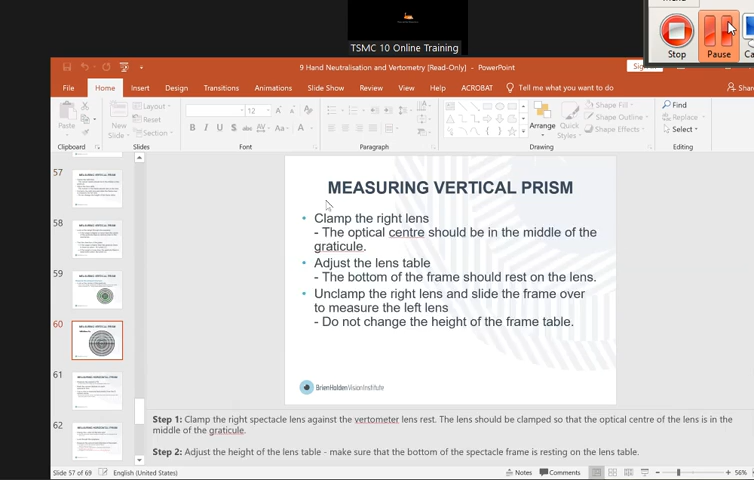 TSMC 10 Online Training
Stop
Pause
9 Hand Neutralisation and Vertometry [Read-Only] - PowerPoint
File
Home
Insert
Design
Transitions
Animations
Slide Show
Review
View
Help
ACROBAT
Tell me what you want to do
Paste
New
Slide
Layout
Reset
Section
12
Arrange
Quick
Styles
Shape Fill
Shape Outline
Shape Effects
Find
Replace
Select
Clipboard
Slides
Font
Paragraph
Drawing
Editing
57
58
59
60
61
62
MEASURING VERTICAL PRISM
• Clamp the right lens
- The optical centre should be in the middle of the
graticule.
• Adjust the lens table
- The bottom of the frame should rest on the lens.
• Unclamp the right lens and slide the frame over
to measure the left lens
- Do not change the height of the frame table.
BrienHoldenVisionInstitute
Step 1: Clamp the right spectacle lens against the vertometer lens rest. The lens should be clamped so that the optical centre of the lens is in the
middle of the graticule.
Step 2: Adjust the height of the lens table - make sure that the bottom of the spectacle frame is resting on the lens table.
Slide 57 of 69
English (United States)
Notes
Comments
56%